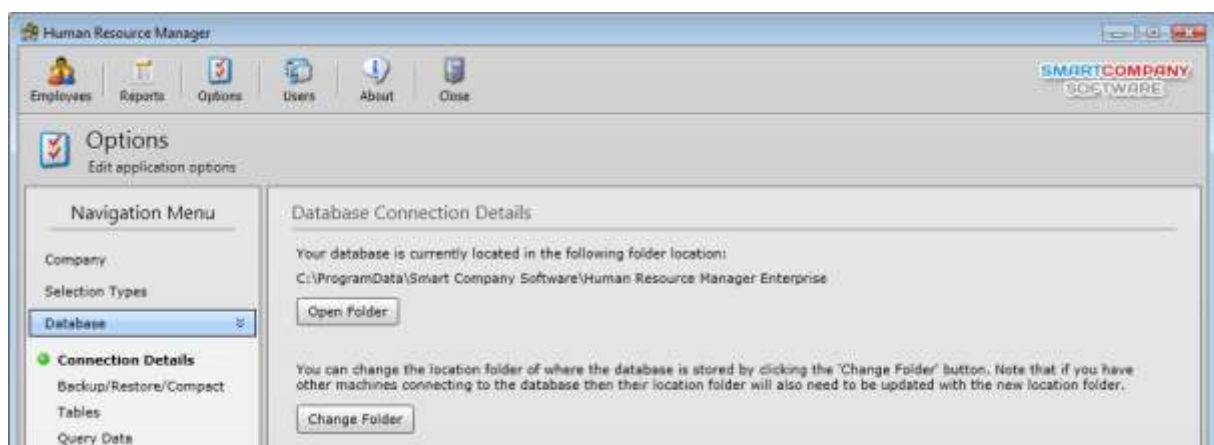 Human Resource Manager
Employees Reports Options Users About Close
SMARTCOMPANY
SOFTWARE
Options
Edit application options
Navigation Menu
Company
Selection Types
Database
Connection Details
Backup/Restore/Compact
Tables
Query Data
Database Connection Details
Your database is currently located in the following folder location:
C:\ProgramData\Smart Company Software\Human Resource Manager Enterprise
Open Folder
You can change the location folder of where the database is stored by clicking the 'Change Folder' button. Note that if you have
other machines connecting to the database then their location folder will also need to be updated with the new location folder.
Change Folder